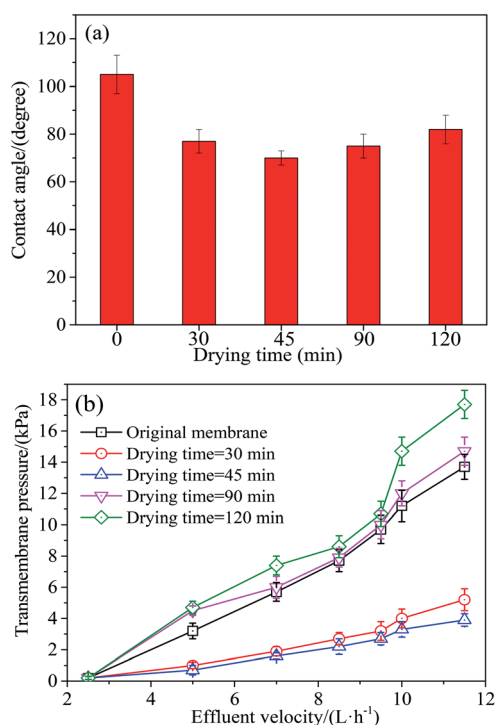 (a)
Contact angle/(degree)
120
100
80
60
40
20
0
0 30 45 90 120
Drying time (min)
(b)
Transmembrane pressure/(kPa)
18
16
14
12
10
8
6
4
2
0
Original membrane
Drying time=30 min
Drying time=45 min
Drying time=90 min
Drying time=120 min
2 4 6 8 10 12
Effluent velocity/(L·h⁻¹)